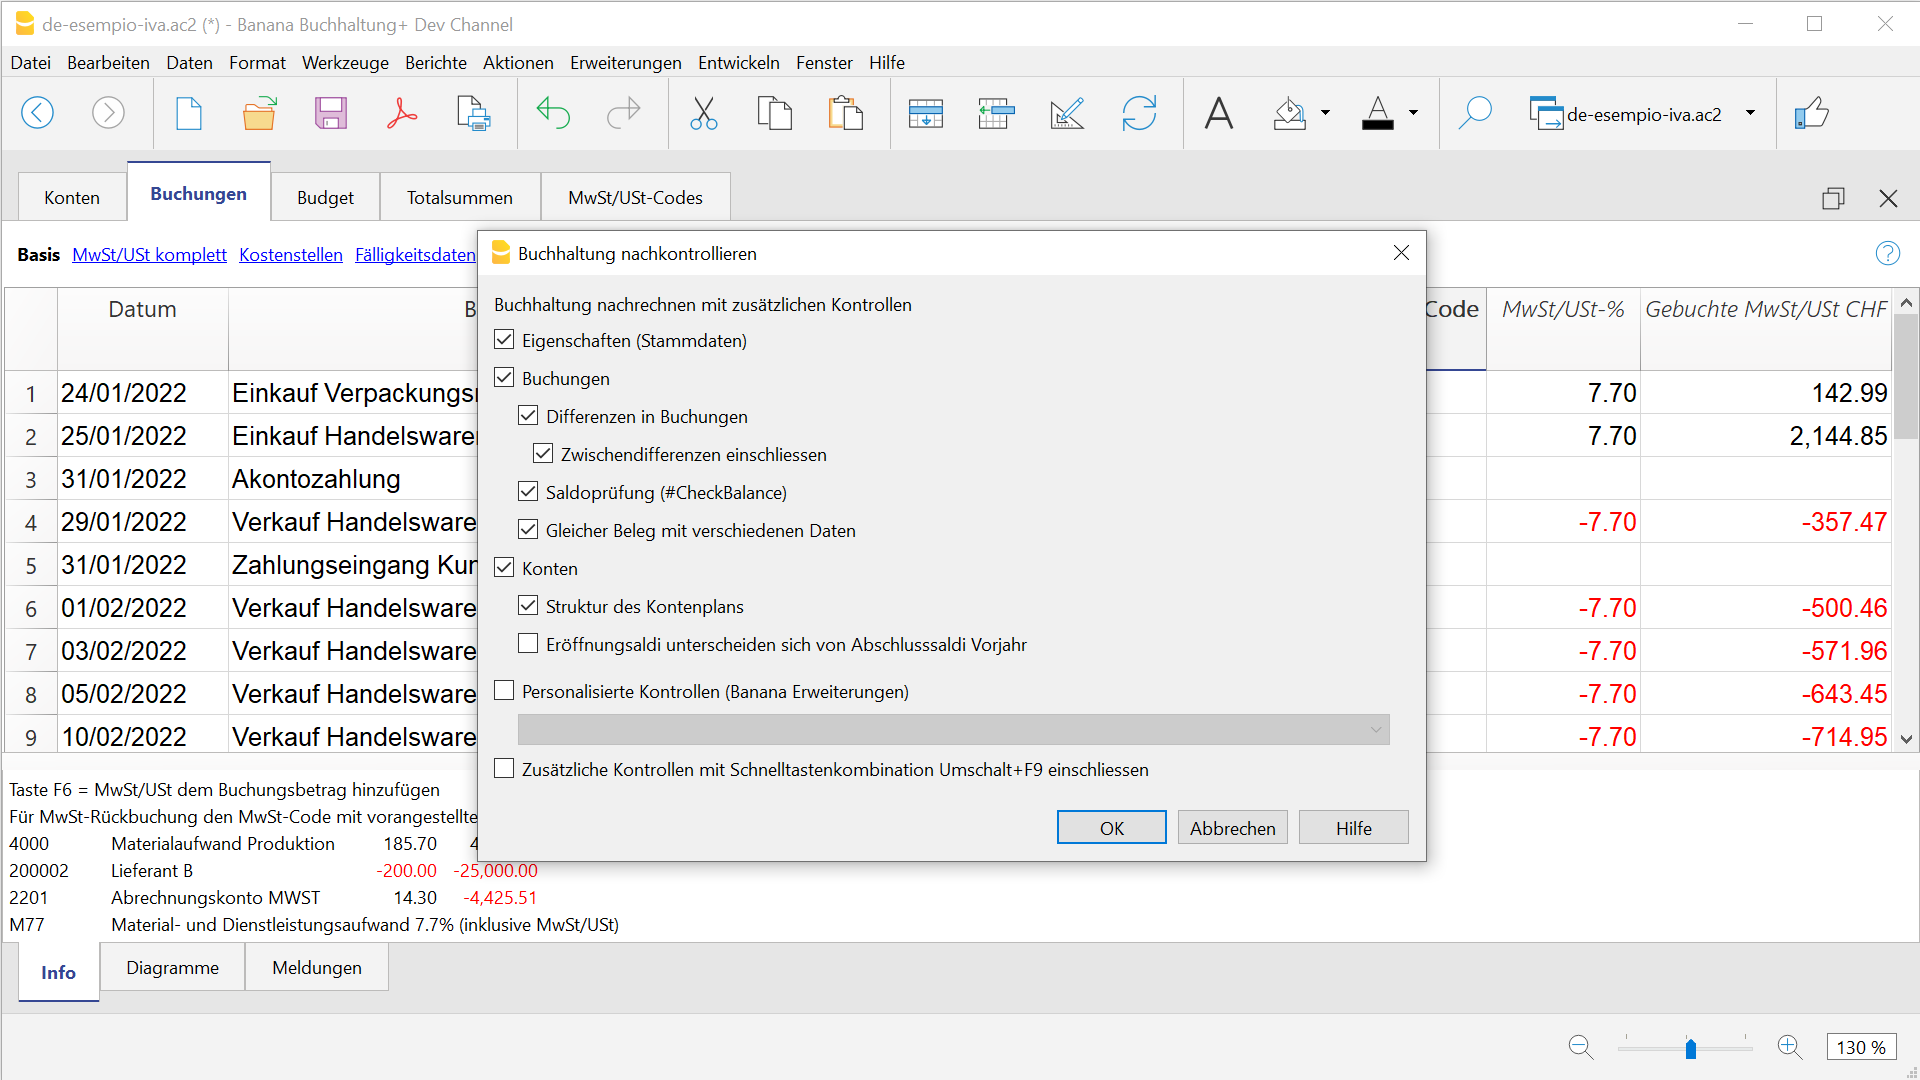 de-esempio-iva.ac2 (*) - Banana Buchhaltung+ Dev Channel
Datei Bearbeiten Daten Format Werkzeuge Berichte Aktionen Erweiterungen Entwickeln Fenster Hilfe
A A de-esempio-iva.ac2
Konten Buchungen Budget Totalsummen MwSt/USt-Codes
Basis MwSt/USt komplett Kostenstellen Fälligkeitsdaten ?
Datum B Code MwSt/USt-% Gebuchte MwSt/USt CHF
1 24/01/2022 Einkauf Verpackungs 7.70 142.99
2 25/01/2022 Einkauf Handelsware 7.70 2,144.85
3 31/01/2022 Akontozahlung
4 29/01/2022 Verkauf Handelsware -7.70 -357.47
5 31/01/2022 Zahlungseingang Kun
6 01/02/2022 Verkauf Handelsware -7.70 -500.46
7 03/02/2022 Verkauf Handelsware -7.70 -571.96
8 05/02/2022 Verkauf Handelsware -7.70 -643.45
9 10/02/2022 Verkauf Handelsware -7.70 -714.95
Buchhaltung nachkontrollieren
Buchhaltung nachrechnen mit zusätzlichen Kontrollen
Eigenschaften (Stammdaten)
Buchungen
Differenzen in Buchungen
Zwischendifferenzen einschliessen
Saldoprüfung (#CheckBalance)
Gleicher Beleg mit verschiedenen Daten
Konten
Struktur des Kontenplans
Eröffnungsaldi unterscheiden sich von Abschlusssaldi Vorjahr
Personalisierte Kontrollen (Banana Erweiterungen)
Zusätzliche Kontrollen mit Schnelltastenkombination Umschalt+F9 einschliessen
OK Abbrechen Hilfe
Taste F6 = MwSt/USt dem Buchungsbetrag hinzufügen
Für MwSt-Rückbuchung den MwSt-Code mit vorangestellte
4000 Materialaufwand Produktion 185.70 4
200002 Lieferant B -200.00 -25,000.00
2201 Abrechnungskonto MWST 14.30 -4,425.51
M77 Material- und Dienstleistungsaufwand 7.7% (inklusive MwSt/USt)
Info Diagramme Meldungen
130 %